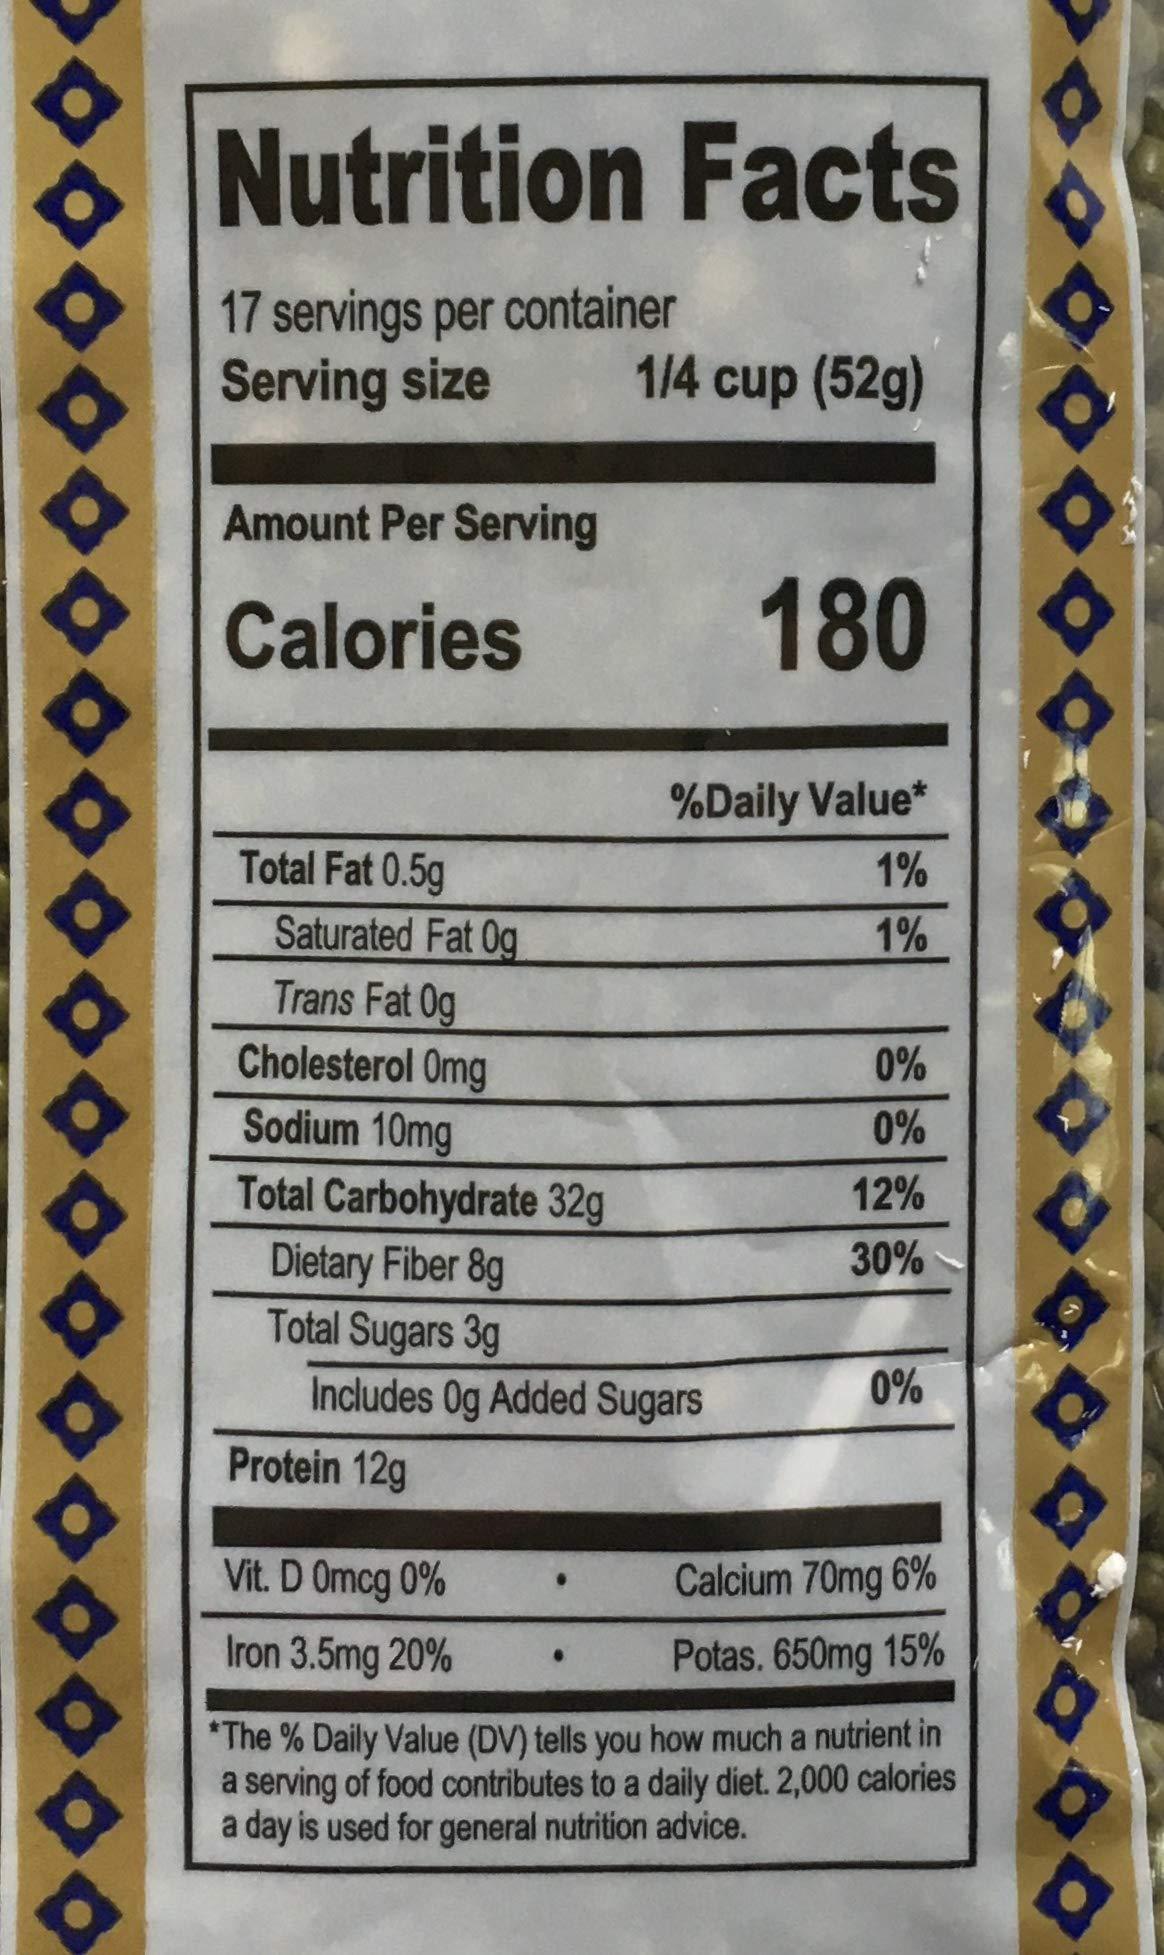 Nutrition Facts
17 servings per container
Serving size 1/4 cup (52g)
Amount Per Serving
Calories 180
%Daily Value*
Total Fat 0.5g 1%
Saturated Fat 0g 1%
Trans Fat 0g
Cholesterol 0mg 0%
Sodium 10mg 0%
Total Carbohydrate 32g 12%
Dietary Fiber 8g 30%
Total Sugars 3g
Includes 0g Added Sugars 0%
Protein 12g
Vit. D 0mcg 0% • Calcium 70mg 6%
Iron 3.5mg 20% • Potas. 650mg 15%
*The % Daily Value (DV) tells you how much a nutrient in
a serving of food contributes to a daily diet. 2,000 calories
a day is used for general nutrition advice.